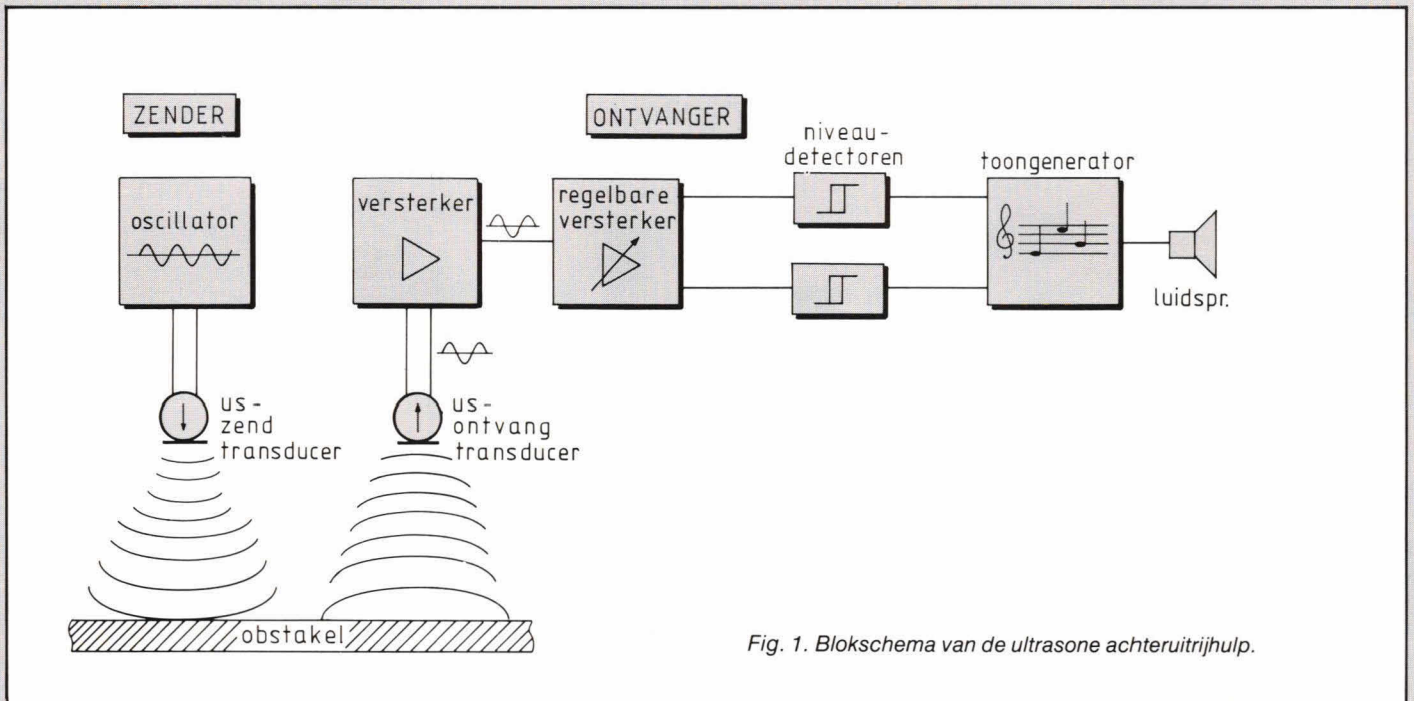 ZENDER
ONTVANGER
oscillator
versterker
regelbare
versterker
niveau-
detectoren
toongenerator
luidspr.
us-
zend
transducer
us-
ontvang
transducer
obstakel
Fig. 1. Blokschema van de ultrasone achteruitrijhulp.